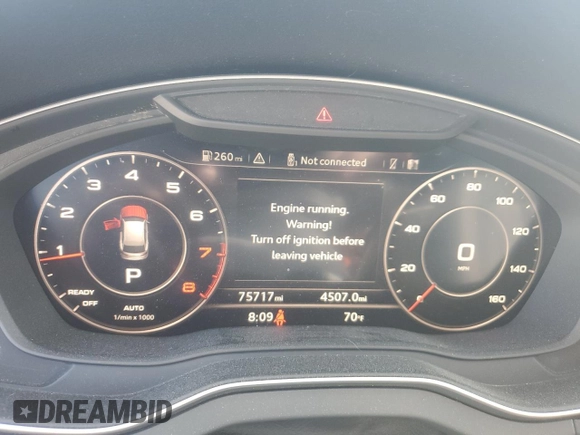 260 mi Not connected
3 4 5
2 6
1 7
8
READY
OFF
P
AUTO
1/min x 1000
Engine running.
Warning!
Turn off ignition before
leaving vehicle
80
60 100
40 120
20 140
0 160
0
MPH
75717 mi 4507.0 mi
8:09 70°F
DREAMBID